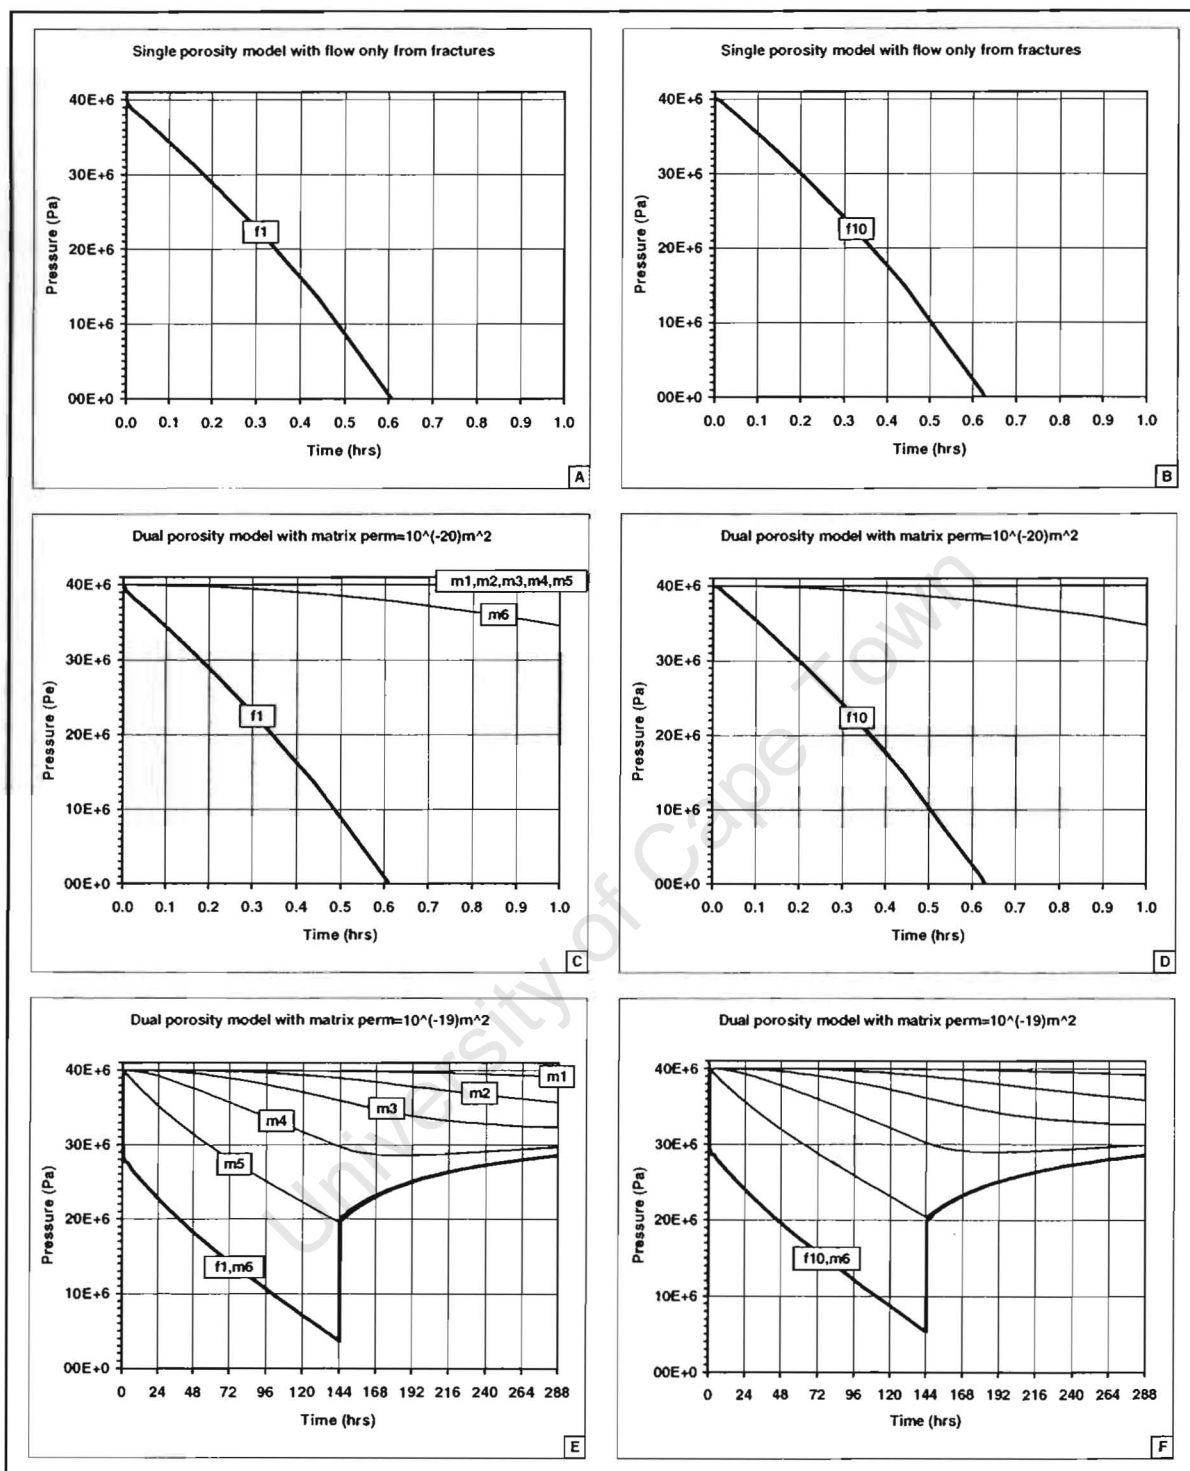 Single porosity model with flow only from fractures
40E+6
30E+6
20E+6
10E+6
00E+0
Pressure (Pa)
f1
0.0 0.1 0.2 0.3 0.4 0.5 0.6 0.7 0.8 0.9 1.0
Time (hrs)
A
Single porosity model with flow only from fractures
40E+6
30E+6
20E+6
10E+6
00E+0
Pressure (Pa)
f10
0.0 0.1 0.2 0.3 0.4 0.5 0.6 0.7 0.8 0.9 1.0
Time (hrs)
B
Dual porosity model with matrix perm=10^(-20)m^2
40E+6
30E+6
20E+6
10E+6
00E+0
Pressure (Pe)
m1,m2,m3,m4,m5
m6
f1
0.0 0.1 0.2 0.3 0.4 0.5 0.6 0.7 0.8 0.9 1.0
Time (hrs)
C
Dual porosity model with matrix perm=10^(-20)m^2
40E+6
30E+6
20E+6
10E+6
00E+0
Pressure (Pa)
f10
0.0 0.1 0.2 0.3 0.4 0.5 0.6 0.7 0.8 0.9 1.0
Time (hrs)
D
Dual porosity model with matrix perm=10^(-19)m^2
40E+6
30E+6
20E+6
10E+6
00E+0
Pressure (Pa)
m1
m2
m3
m4
m5
f1,m6
0 24 48 72 96 120 144 168 192 216 240 264 288
Time (hrs)
E
Dual porosity model with matrix perm=10^(-19)m^2
40E+6
30E+6
20E+6
10E+6
00E+0
Pressure (Pa)
f10,m6
0 24 48 72 96 120 144 168 192 216 240 264 288
Time (hrs)
F
University of Cape Town